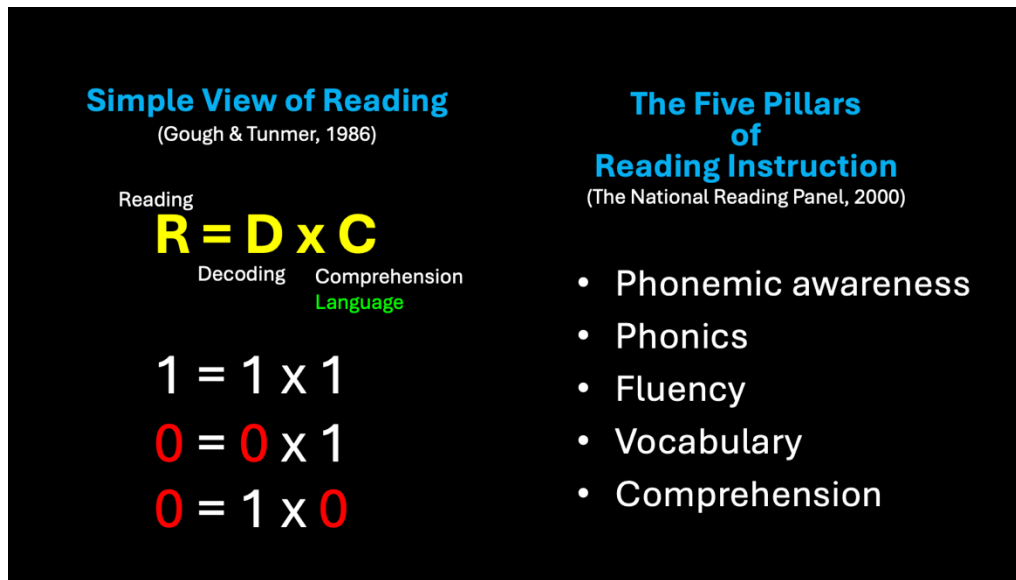 Simple View of Reading
(Gough & Tunmer, 1986)
Reading
R = D x C
Decoding
Comprehension
Language
1 = 1 x 1
0 = 0 x 1
0 = 1 x 0
The Five Pillars
of
Reading Instruction
(The National Reading Panel, 2000)
• Phonemic awareness
• Phonics
• Fluency
• Vocabulary
• Comprehension